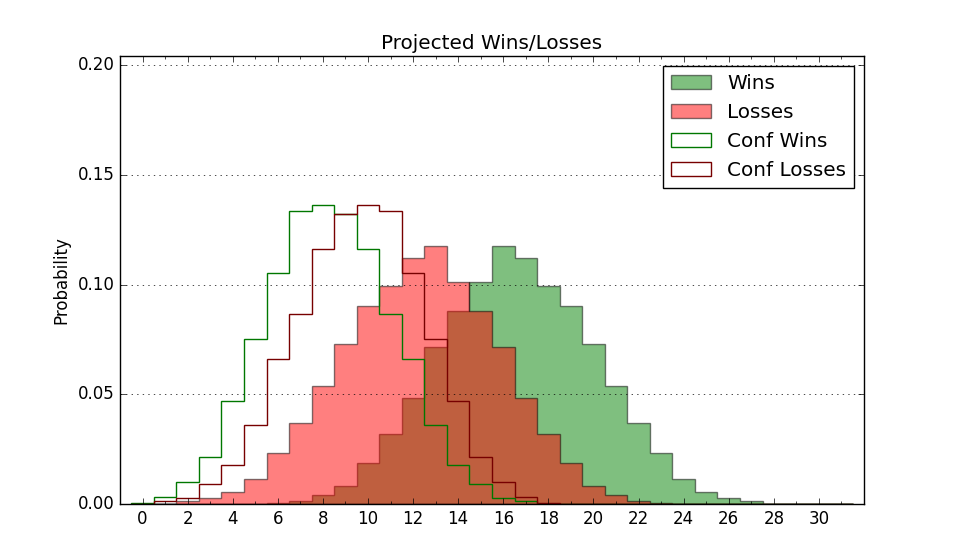 Projected Wins/Losses
0.20
0.15
0.10
0.05
0.00
Probability
Wins
Losses
Conf Wins
Conf Losses
0 2 4 6 8 10 12 14 16 18 20 22 24 26 28 30